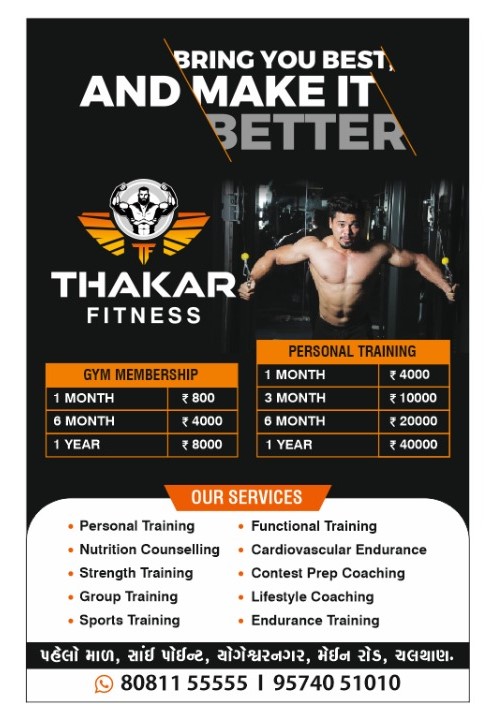 BRING YOU BEST,
AND MAKE IT
BETTER
TF
THAKAR
FITNESS
GYM MEMBERSHIP
1 MONTH ₹ 800
6 MONTH ₹ 4000
1 YEAR ₹ 8000
PERSONAL TRAINING
1 MONTH ₹ 4000
3 MONTH ₹ 10000
6 MONTH ₹ 20000
1 YEAR ₹ 40000
OUR SERVICES
• Personal Training
• Nutrition Counselling
• Strength Training
• Group Training
• Sports Training
• Functional Training
• Cardiovascular Endurance
• Contest Prep Coaching
• Lifestyle Coaching
• Endurance Training
પહેલો માળ, સાંઈ પોઈન્ટ, યોગેશ્વરનગર, મેઈન રોડ, ચલથાણ.
80811 55555 | 95740 51010